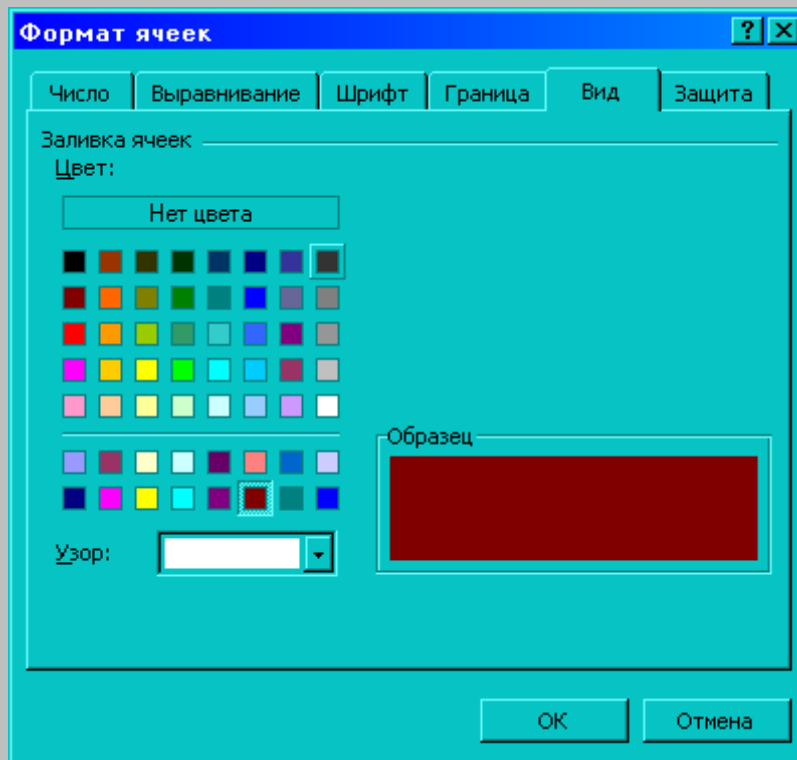 Формат ячеек
Число Выравнивание Шрифт Граница Вид Защита
Заливка ячеек
Цвет:
Нет цвета
Образец
Узор:
OK Отмена